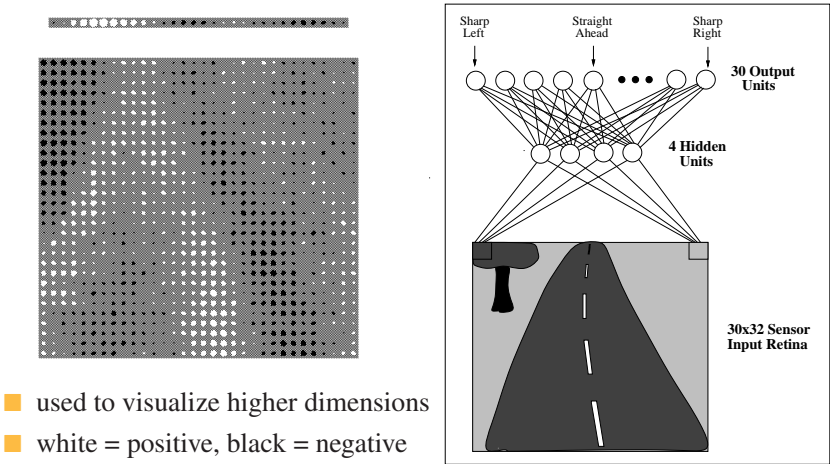 used to visualize higher dimensions
white = positive, black = negative
Sharp
Left
Straight
Ahead
Sharp
Right
30 Output
Units
4 Hidden
Units
30x32 Sensor
Input Retina